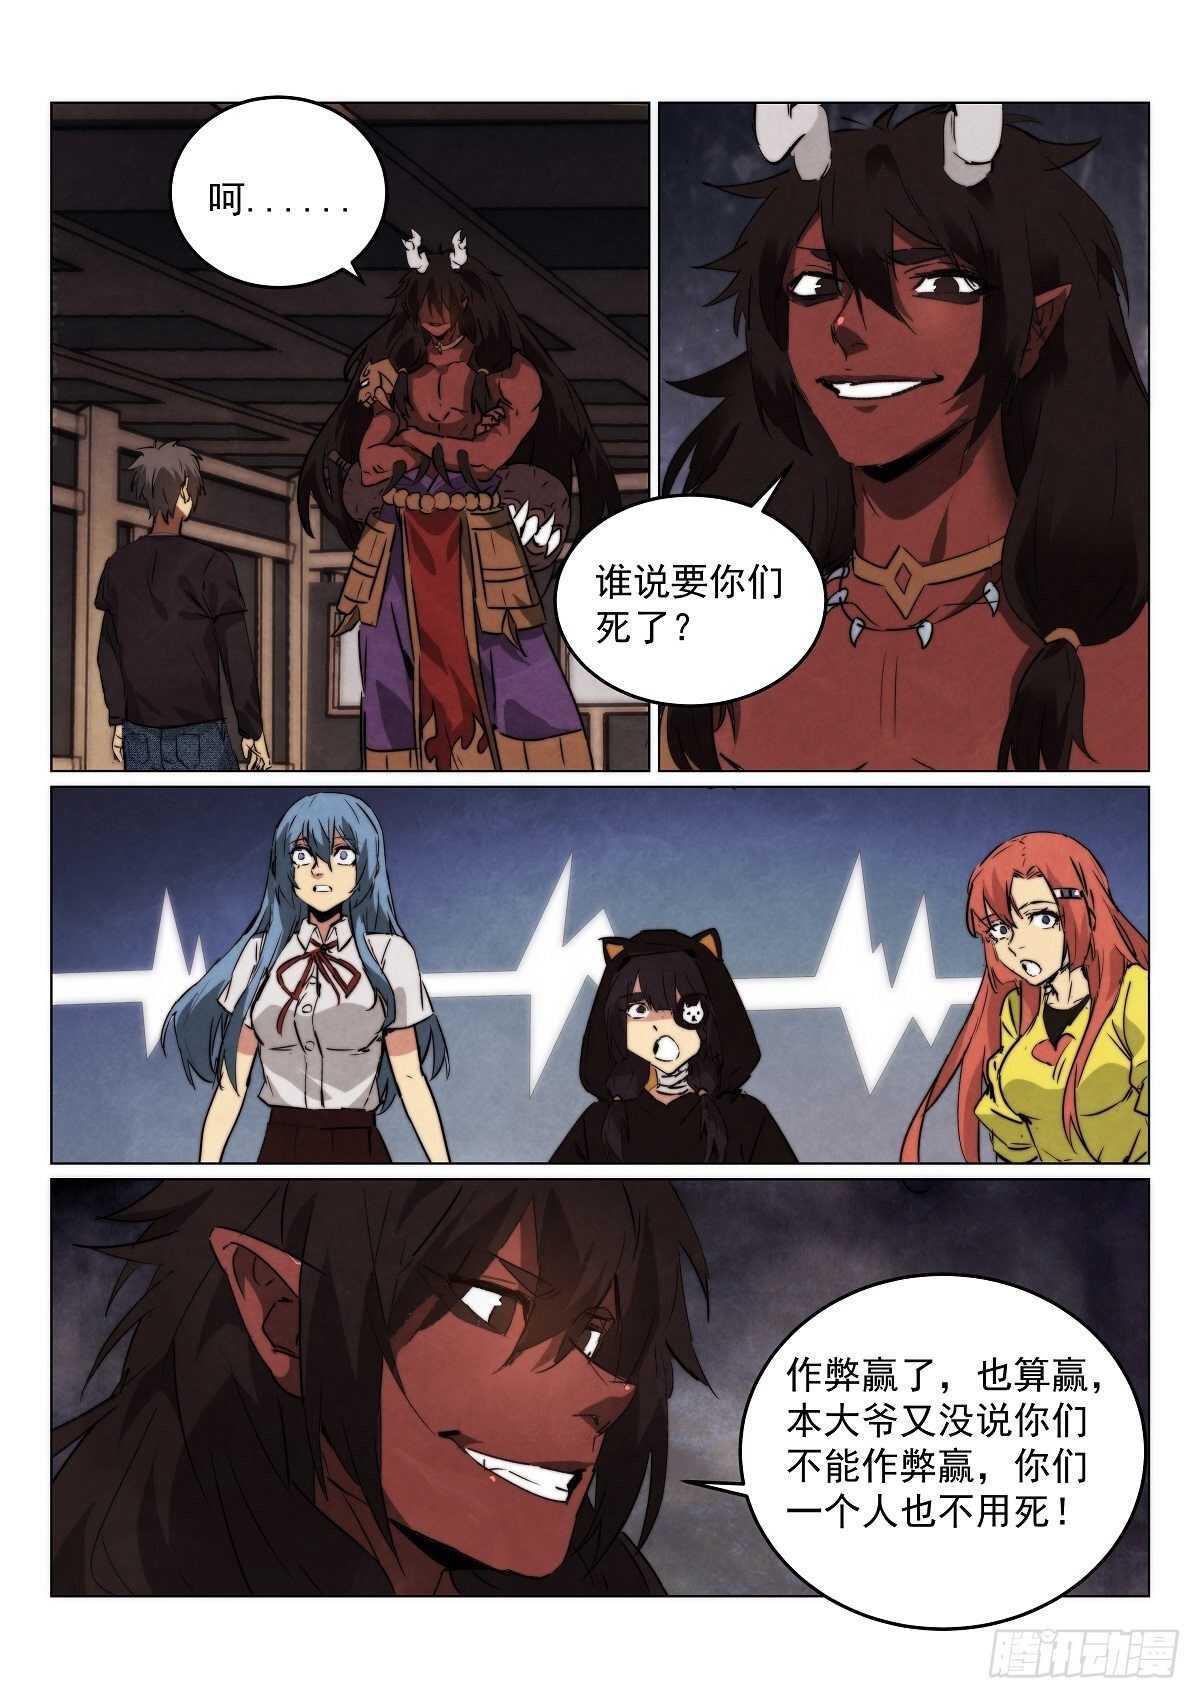 呵......
谁说要你们
死了？
作弊赢了，也算赢，
本大爷又没说你们
不能作弊赢，你们
一个人也不用死！
腾讯动漫